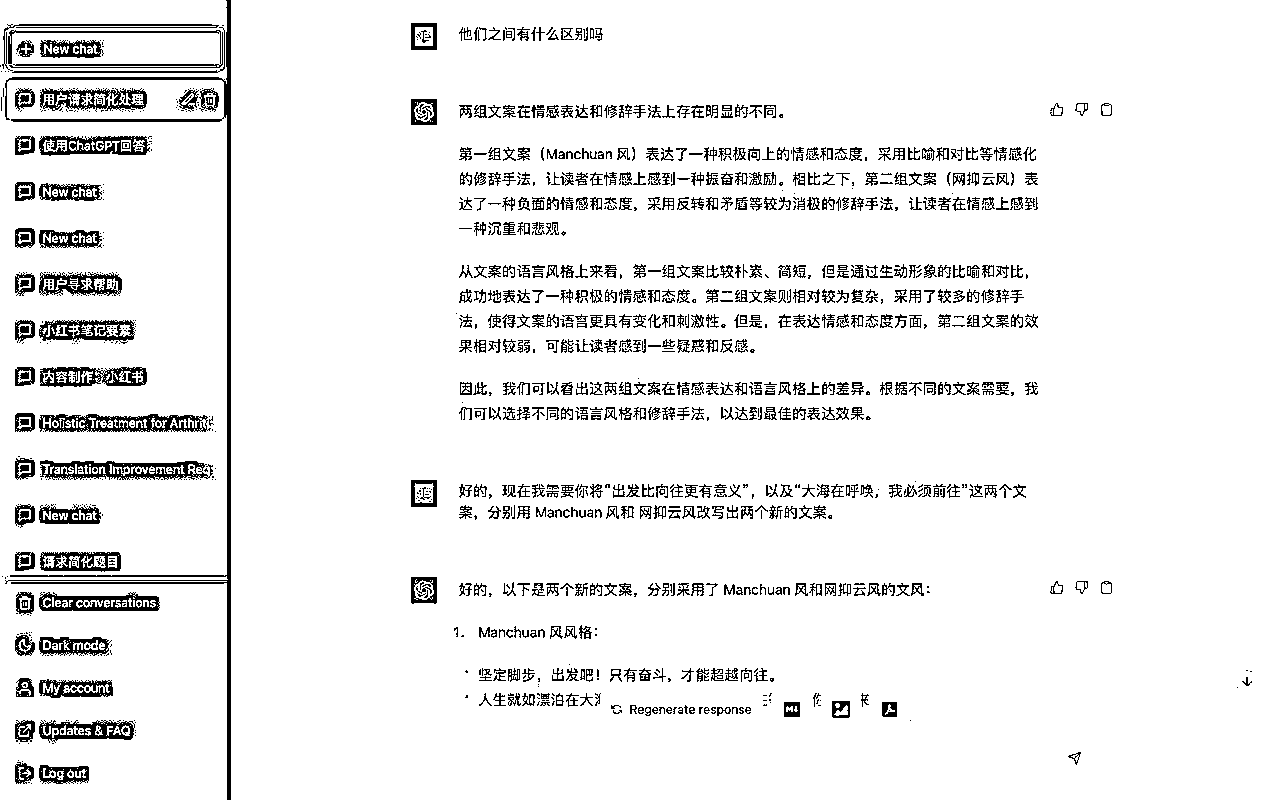 New chat
用户请求简化处理
使用ChatGPT回答
New chat
New chat
用户寻求帮助
小红书笔记要素
内容制作：小红书
Holistic Treatment for Arthrit
Translation Improvement Req
New chat
请求简化题目
Clear conversations
Dark mode
My account
Updates & FAQ
Log out
他们之间有什么区别吗
两组文案在情感表达和修辞手法上存在明显的不同。
第一组文案（Manchuan 风）表达了一种积极向上的情感和态度，采用比喻和对比等情感化
的修辞手法，让读者在情感上感到一种振奋和激励。相比之下，第二组文案（网抑云风）表
达了一种负面的情感和态度，采用反转和矛盾等较为消极的修辞手法，让读者在情感上感到
一种沉重和悲观。
从文案的语言风格上来看，第一组文案比较朴素、简短，但是通过生动形象的比喻和对比，
成功地表达了一种积极的情感和态度。第二组文案则相对较为复杂，采用了较多的修辞手
法，使得文案的语言更具有变化和刺激性。但是，在表达情感和态度方面，第二组文案的效
果相对较弱，可能让读者感到一些疑惑和反感。
因此，我们可以看出这两组文案在情感表达和语言风格上的差异。根据不同的文案需要，我
们可以选择不同的语言风格和修辞手法，以达到最佳的表达效果。
好的，现在我需要你将“出发比向往更有意义”，以及“大海在呼唤，我必须前往”这两个文
案，分别用 Manchuan 风和 网抑云风改写出两个新的文案。
好的，以下是两个新的文案，分别采用了 Manchuan 风和网抑云风的文风：
1. Manchuan 风风格：
• 坚定脚步，出发吧！只有奋斗，才能超越向往。
• 人生就如漂泊在大海
Regenerate response